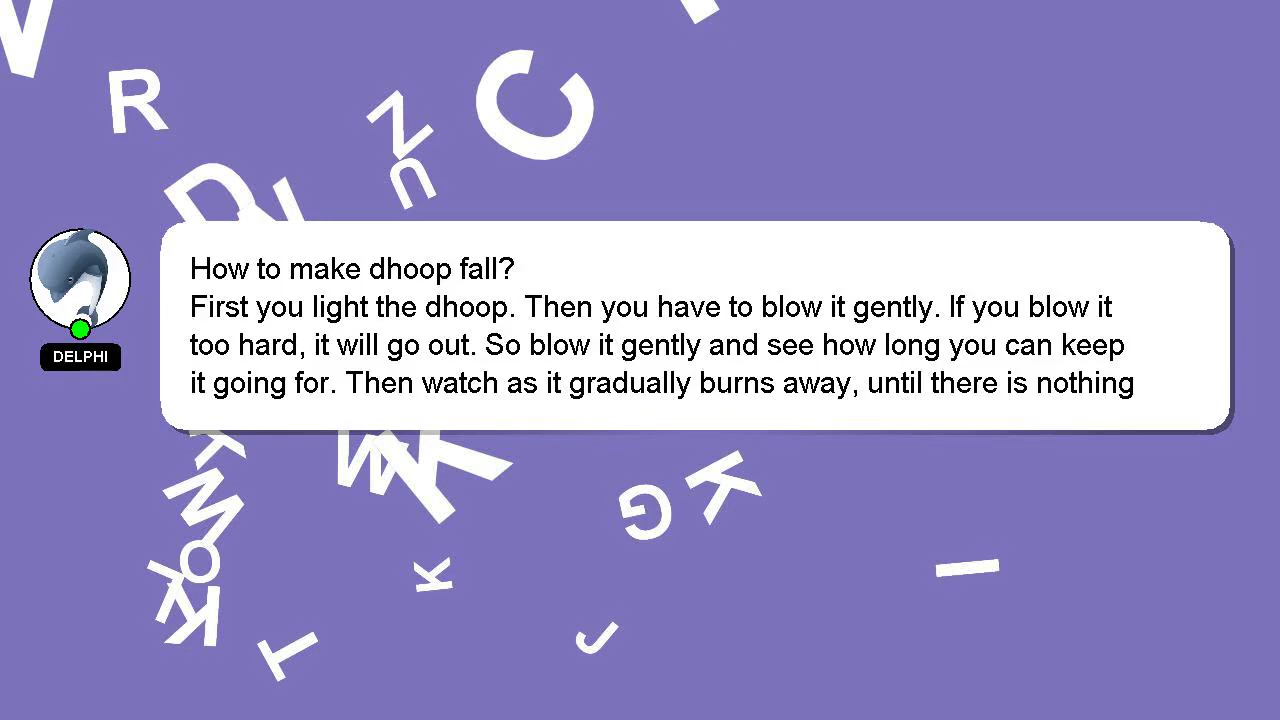 V
R
C
N
U
D
How to make dhoop fall?
First you light the dhoop. Then you have to blow it gently. If you blow it
too hard, it will go out. So blow it gently and see how long you can keep
it going for. Then watch as it gradually burns away, until there is nothing
DELPHI
M
K
K
G
W
O
K
K
I
T
J